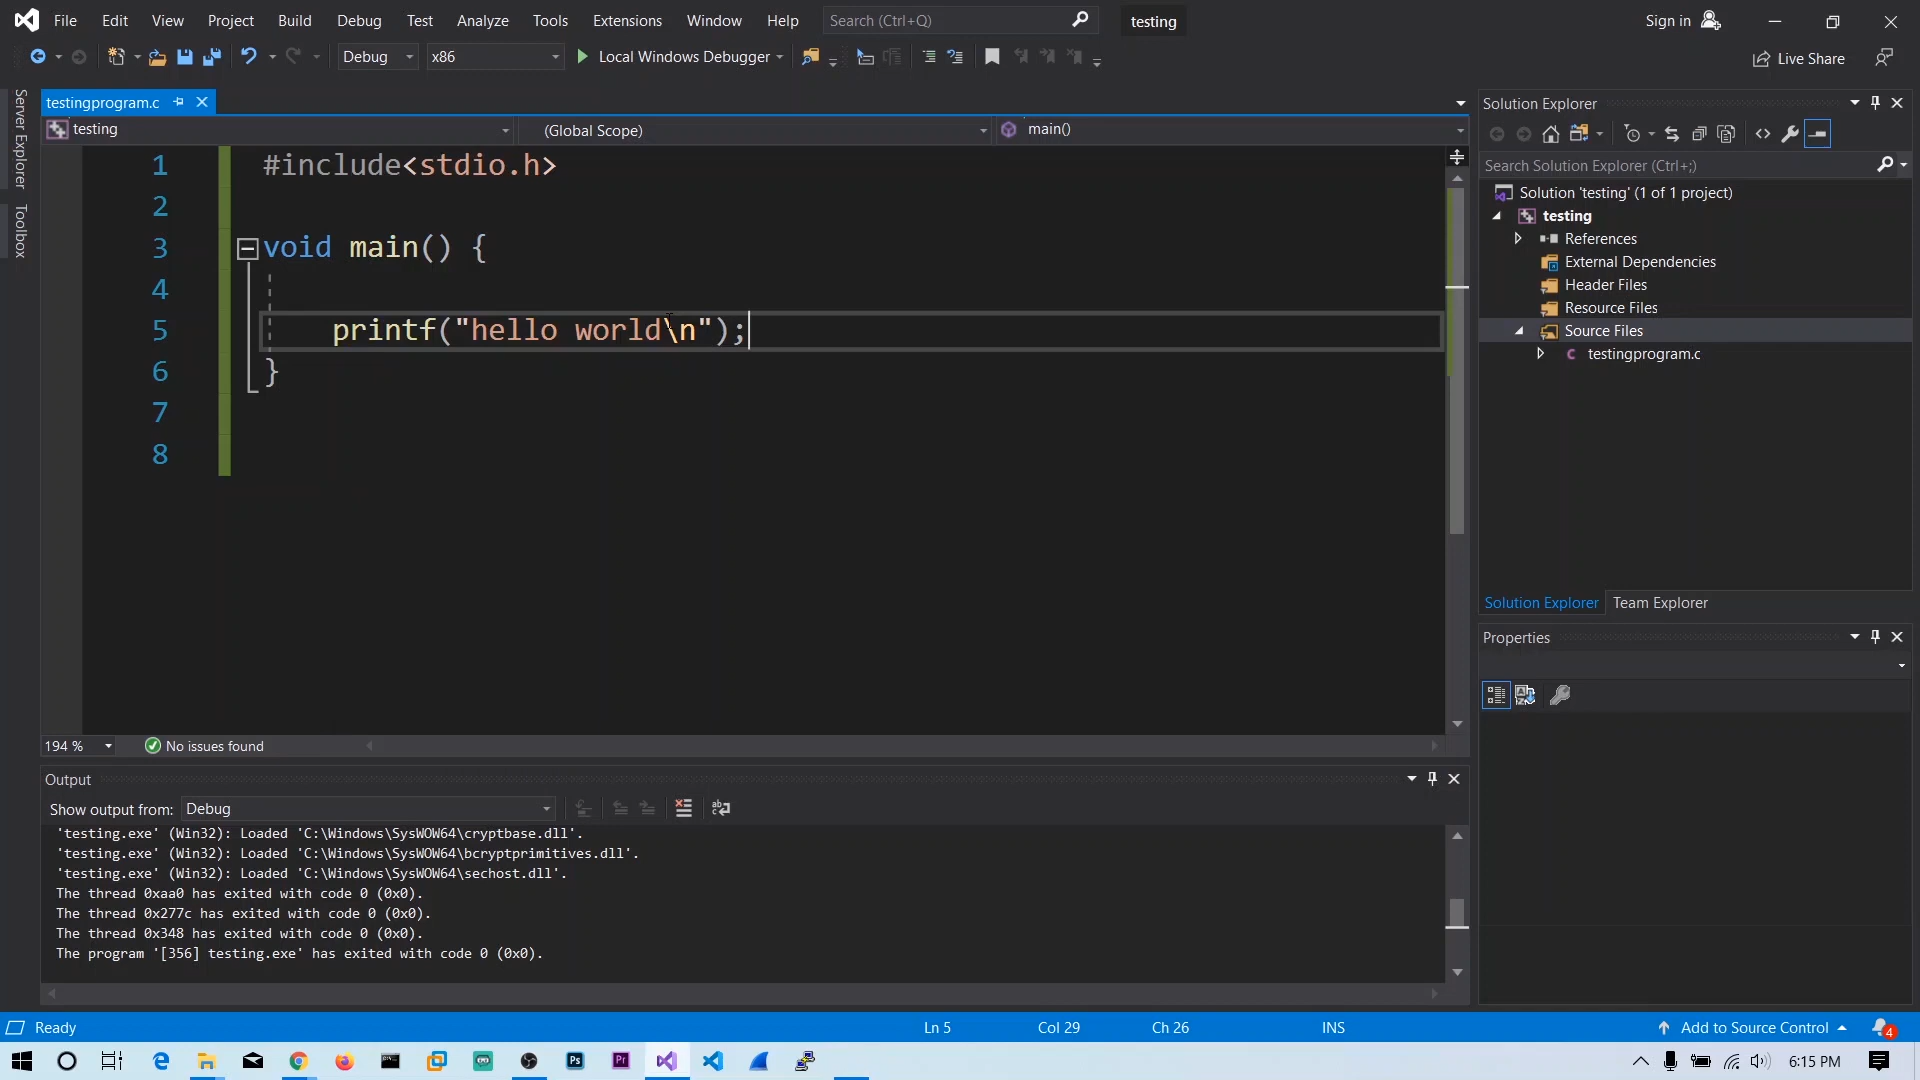 File Edit View Project Build Debug Test Analyze Tools Extensions Window Help Search (Ctrl+Q) testing Sign in
Debug x86 Local Windows Debugger Live Share
Server Explorer
Toolbox
testingprogram.c
testing (Global Scope) main()
1 #include<stdio.h>
2
3 void main() {
4
5 printf("hello world\n");
6 }
7
8
194 % No issues found
Output
Show output from: Debug
'testing.exe' (Win32): Loaded 'C:\Windows\SysWOW64\cryptbase.dll'.
'testing.exe' (Win32): Loaded 'C:\Windows\SysWOW64\bcryptprimitives.dll'.
'testing.exe' (Win32): Loaded 'C:\Windows\SysWOW64\sechost.dll'.
The thread 0xaa0 has exited with code 0 (0x0).
The thread 0x277c has exited with code 0 (0x0).
The thread 0x348 has exited with code 0 (0x0).
The program '[356] testing.exe' has exited with code 0 (0x0).
Solution Explorer
Search Solution Explorer (Ctrl+;)
Solution 'testing' (1 of 1 project)
testing
References
External Dependencies
Header Files
Resource Files
Source Files
testingprogram.c
Solution Explorer Team Explorer
Properties
Ready Ln 5 Col 29 Ch 26 INS Add to Source Control 4
Ps Pr 6:15 PM